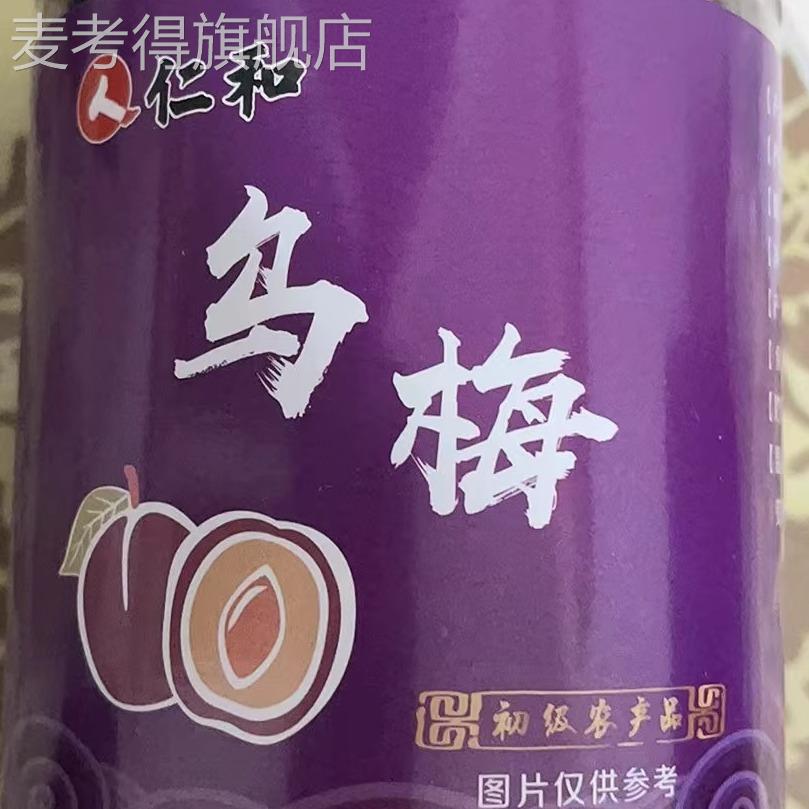 麦考得旗舰店
仁和
乌梅
初级农产品
图片仅供参考